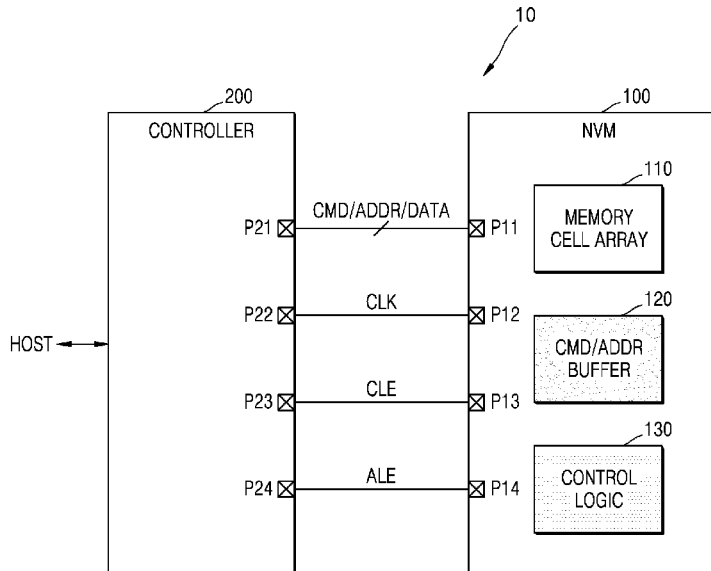 10
200
100
CONTROLLER
NVM
110
MEMORY
CELL ARRAY
P21
CMD/ADDR/DATA
P11
120
CMD/ADDR
BUFFER
P22
CLK
P12
HOST
P23
CLE
P13
130
CONTROL
LOGIC
P24
ALE
P14